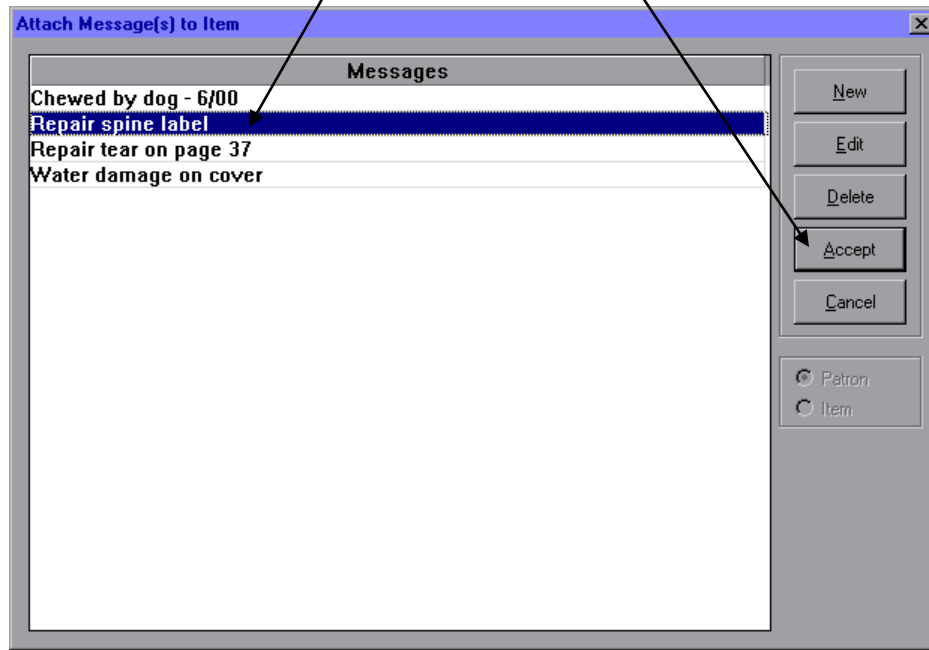 Attach Message(s) to Item
Messages
Chewed by dog - 6/00
Repair spine label
Repair tear on page 37
Water damage on cover
New
Edit
Delete
Accept
Cancel
Patron
Item